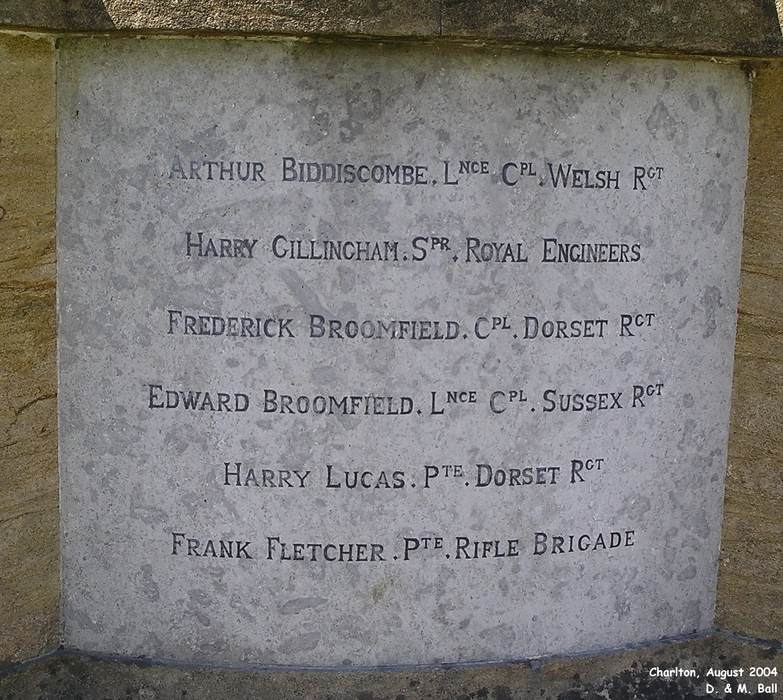 ARTHUR BIDDISCOMBE. LNCE CPL. WELSH RGT
HARRY GILLINGHAM. SPR. ROYAL ENGINEERS
FREDERICK BROOMFIELD. CPL. DORSET RGT
EDWARD BROOMFIELD. LNCE CPL. SUSSEX RGT
HARRY LUCAS. PTE. DORSET RGT
FRANK FLETCHER. PTE. RIFLE BRIGADE
Charlton, August 2004
D. & M. Ball